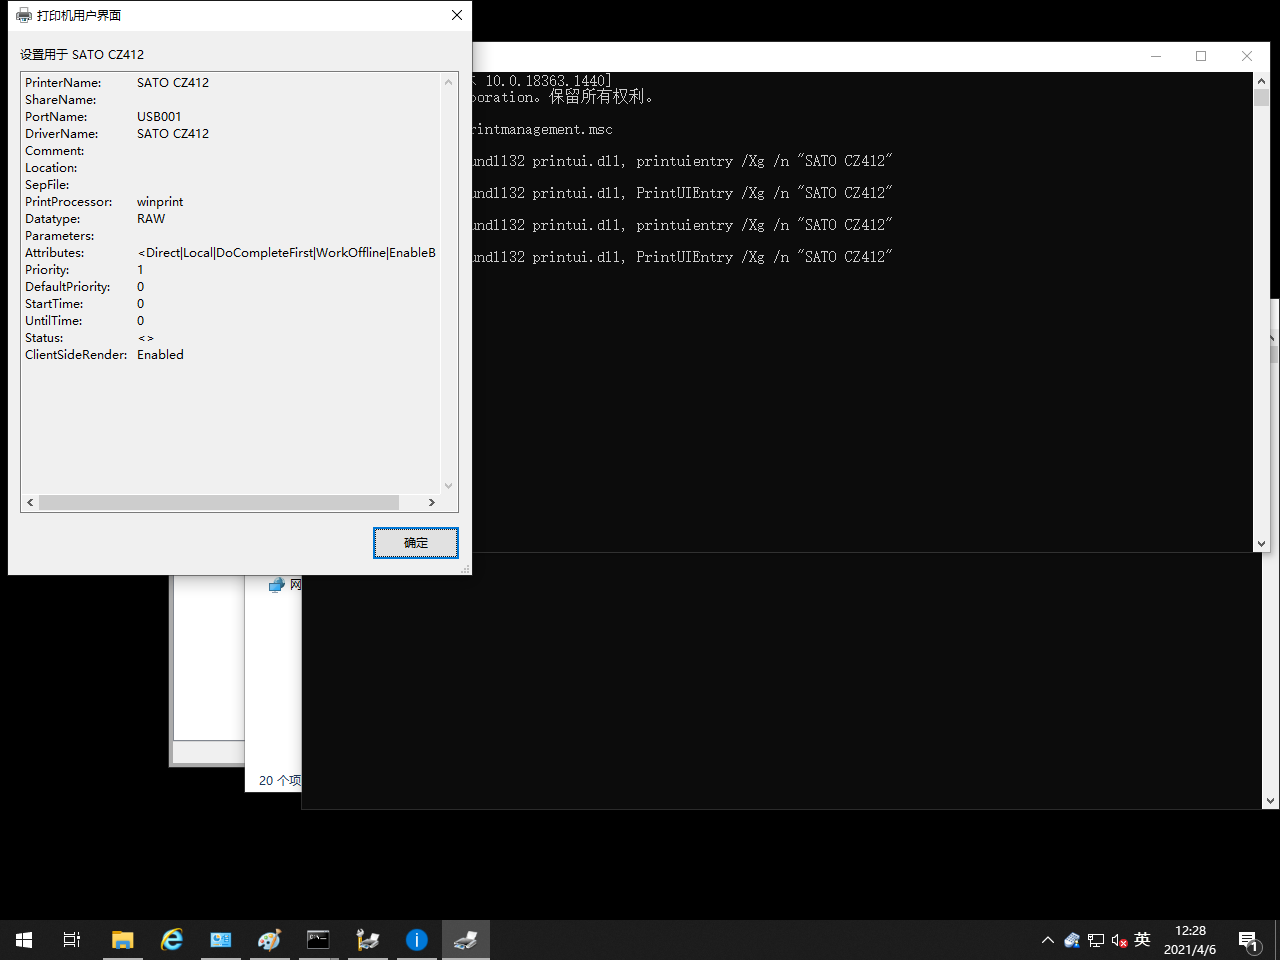 打印机用户界面
设置用于 SATO CZ412
PrinterName: SATO CZ412
ShareName:
PortName: USB001
DriverName: SATO CZ412
Comment:
Location:
SepFile:
PrintProcessor: winprint
Datatype: RAW
Parameters:
Attributes: <Direct|Local|DoCompleteFirst|WorkOffline|EnableB
Priority: 1
DefaultPriority: 0
StartTime: 0
UntilTime: 0
Status: <>
ClientSideRender: Enabled
确定
10.0.18363.1440]
oration。保留所有权利。
rintmanagement.msc
undll32 printui.dll, printuientry /Xg /n "SATO CZ412"
undll32 printui.dll, PrintUIEntry /Xg /n "SATO CZ412"
undll32 printui.dll, printuientry /Xg /n "SATO CZ412"
undll32 printui.dll, PrintUIEntry /Xg /n "SATO CZ412"
网
20 个项
英
12:28
2021/4/6
1